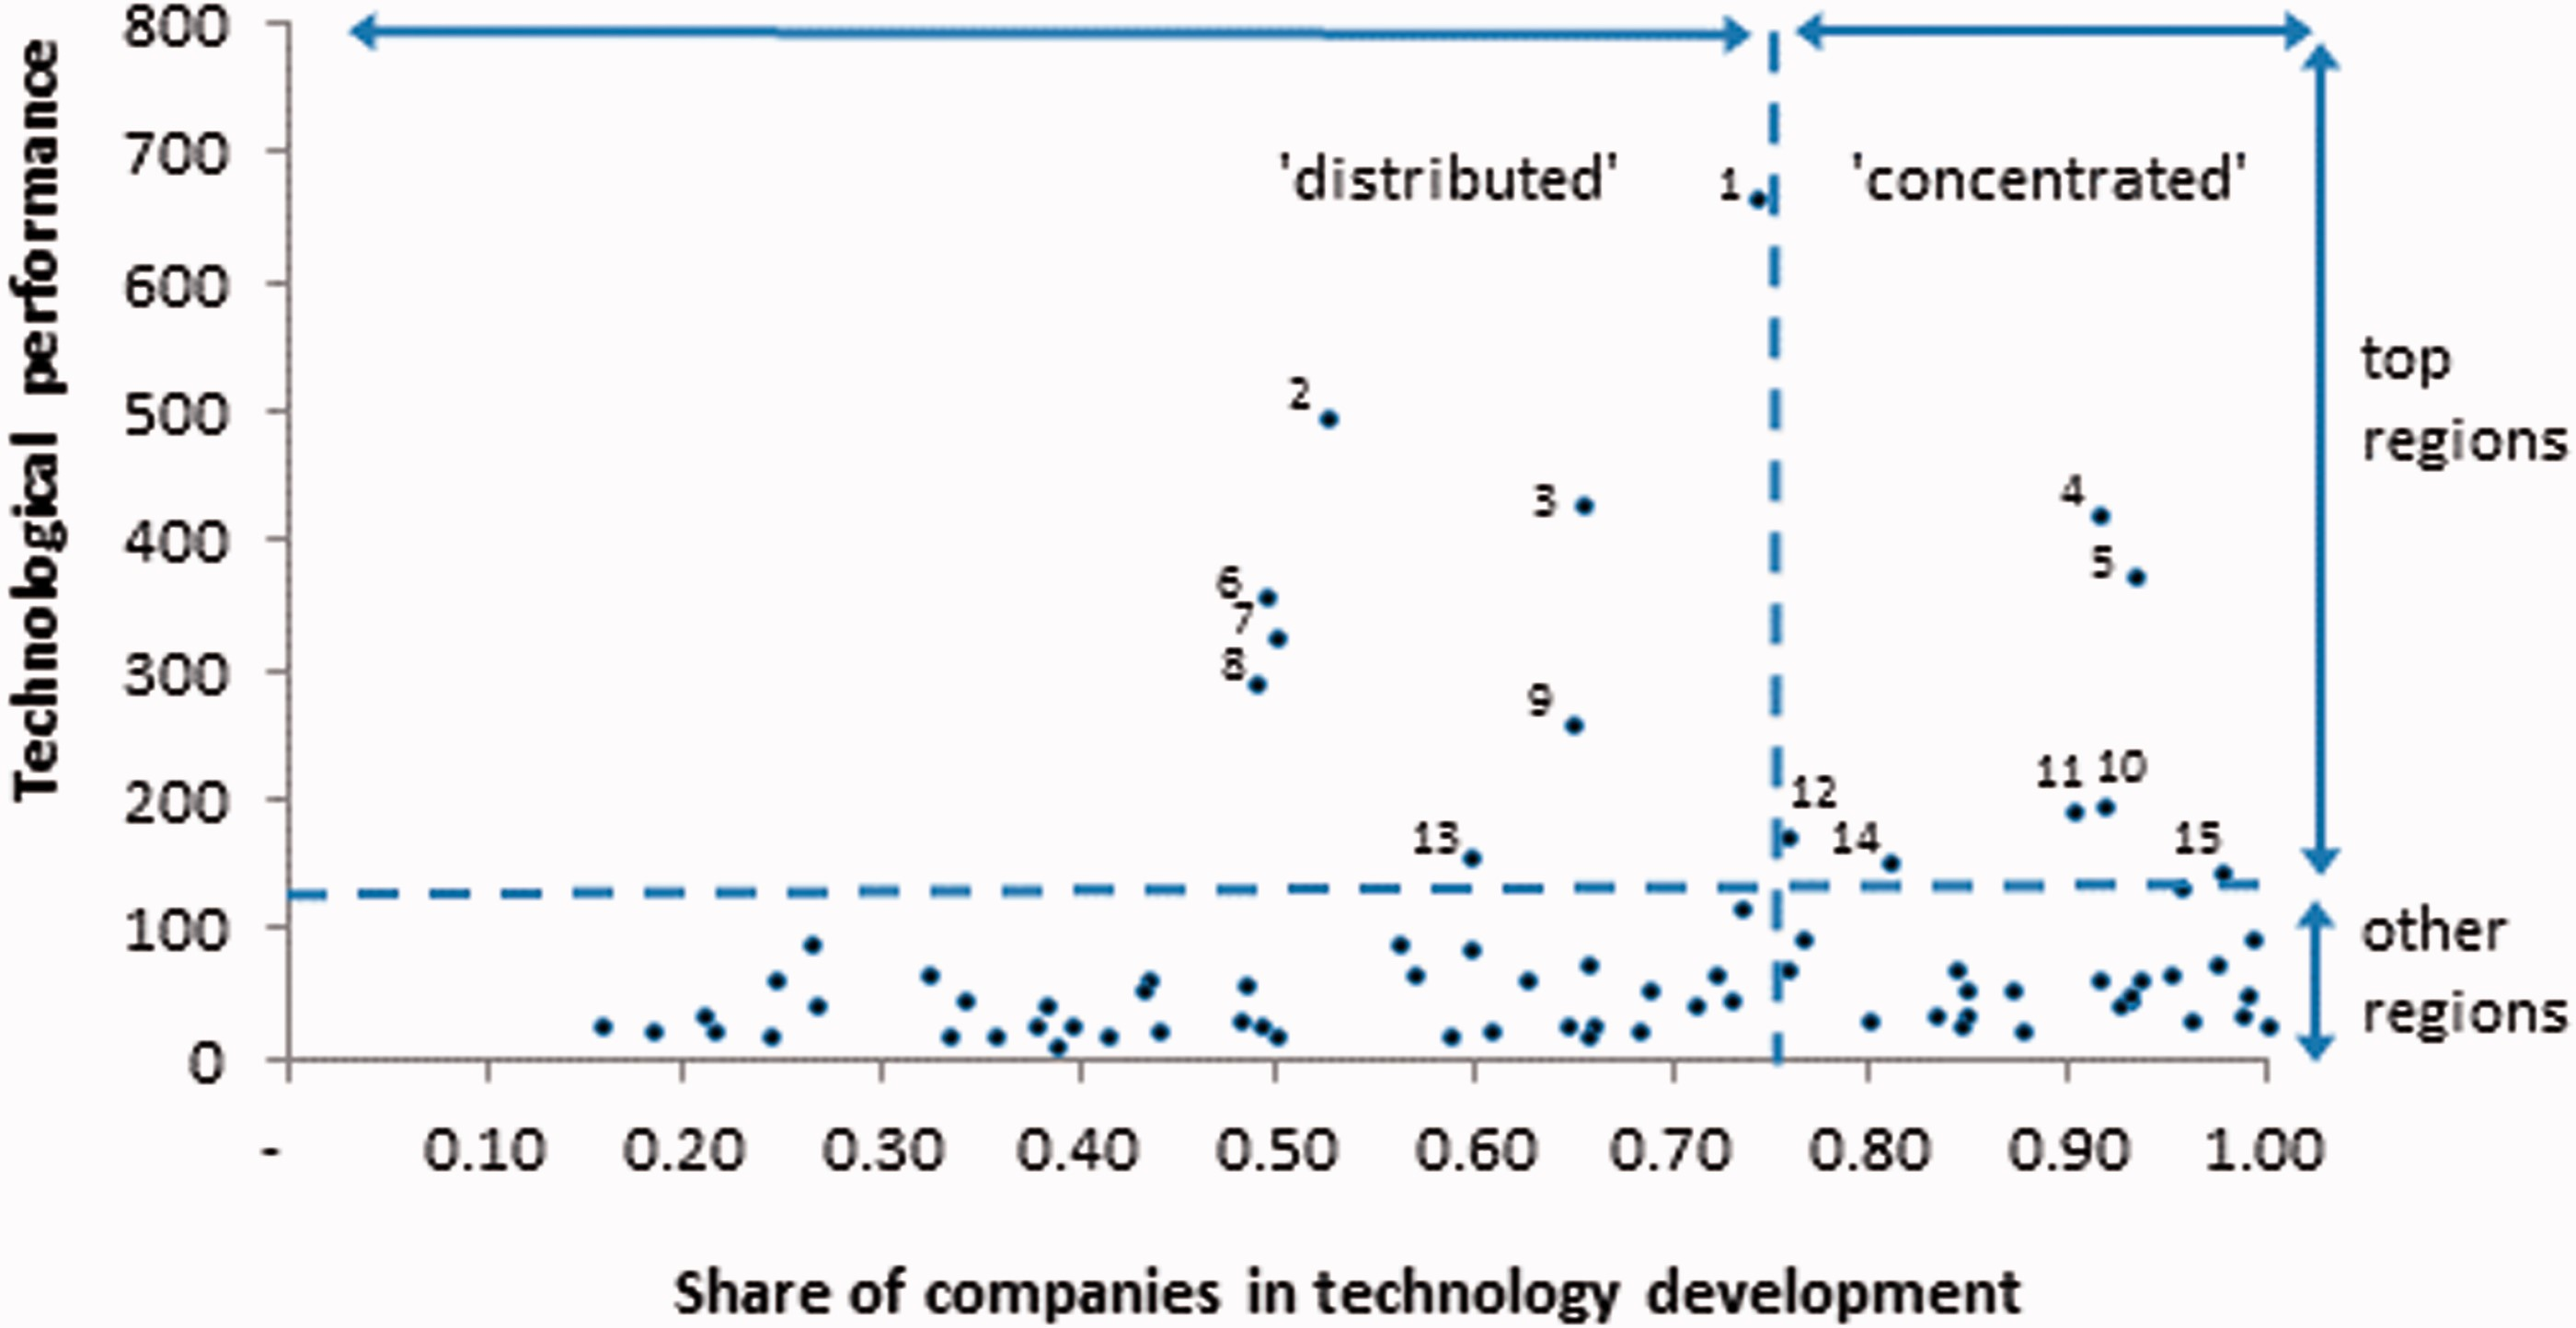 Technological performance
800
700
600
500
400
300
200
100
0
'distributed'
'concentrated'
1
2
3
4
5
6
7
8
9
11 10
12
13
14
15
top
regions
other
regions
- 0.10 0.20 0.30 0.40 0.50 0.60 0.70 0.80 0.90 1.00
Share of companies in technology development